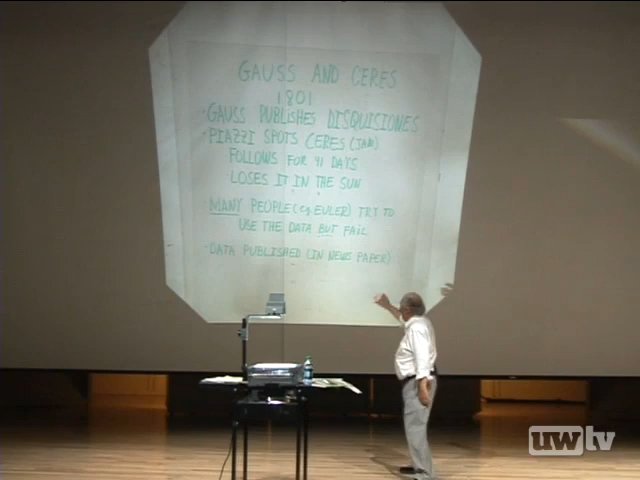 GAUSS AND CERES
1801
·GAUSS PUBLISHES DISQUISIONES
·PIAZZI SPOTS CERES (JAN)
FOLLOWS FOR 41 DAYS
LOSES IT IN THE SUN
MANY PEOPLE (eg. EULER) TRY TO
USE THE DATA BUT FAIL
·DATA PUBLISHED (IN NEWS PAPER)
uwtv